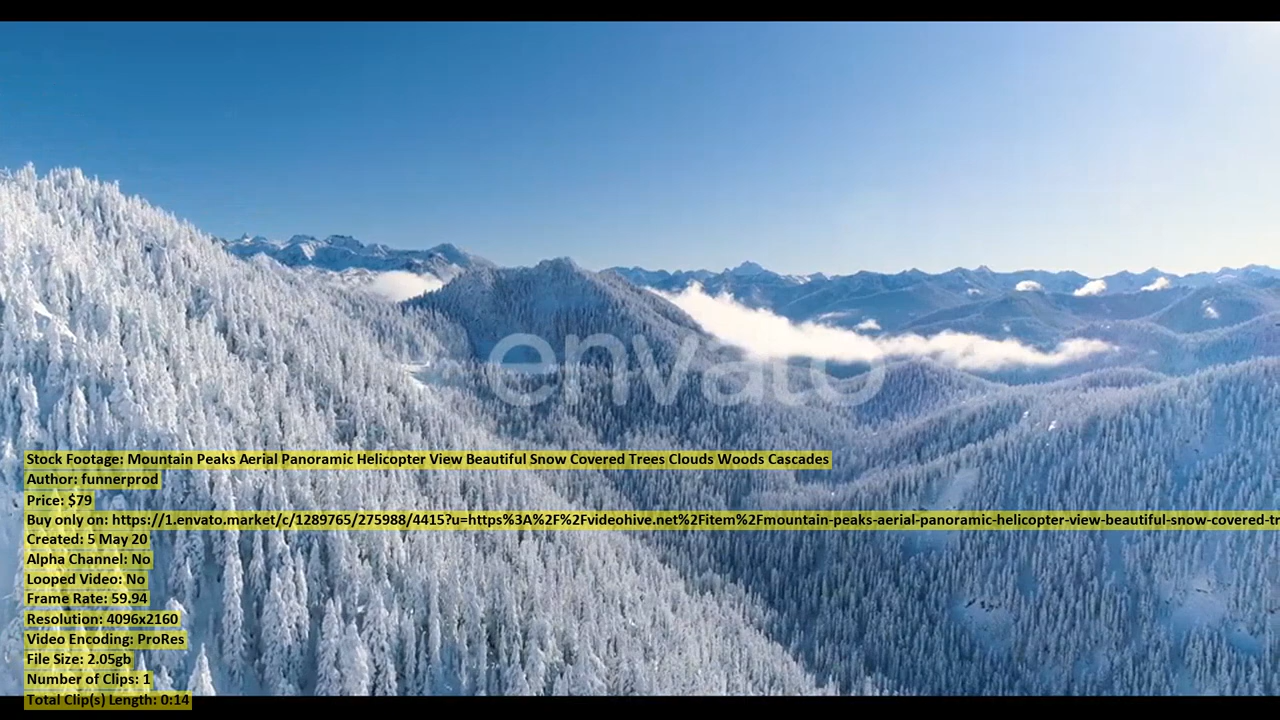 envato
Stock Footage: Mountain Peaks Aerial Panoramic Helicopter View Beautiful Snow Covered Trees Clouds Woods Cascades
Author: funnerprod
Price: $79
Buy only on: https://1.envato.market/c/1289765/275988/4415?u=https%3A%2F%2Fvideohive.net%2Fitem%2Fmountain-peaks-aerial-panoramic-helicopter-view-beautiful-snow-covered-tr
Created: 5 May 20
Alpha Channel: No
Looped Video: No
Frame Rate: 59.94
Resolution: 4096x2160
Video Encoding: ProRes
File Size: 2.05gb
Number of Clips: 1
Total Clip(s) Length: 0:14